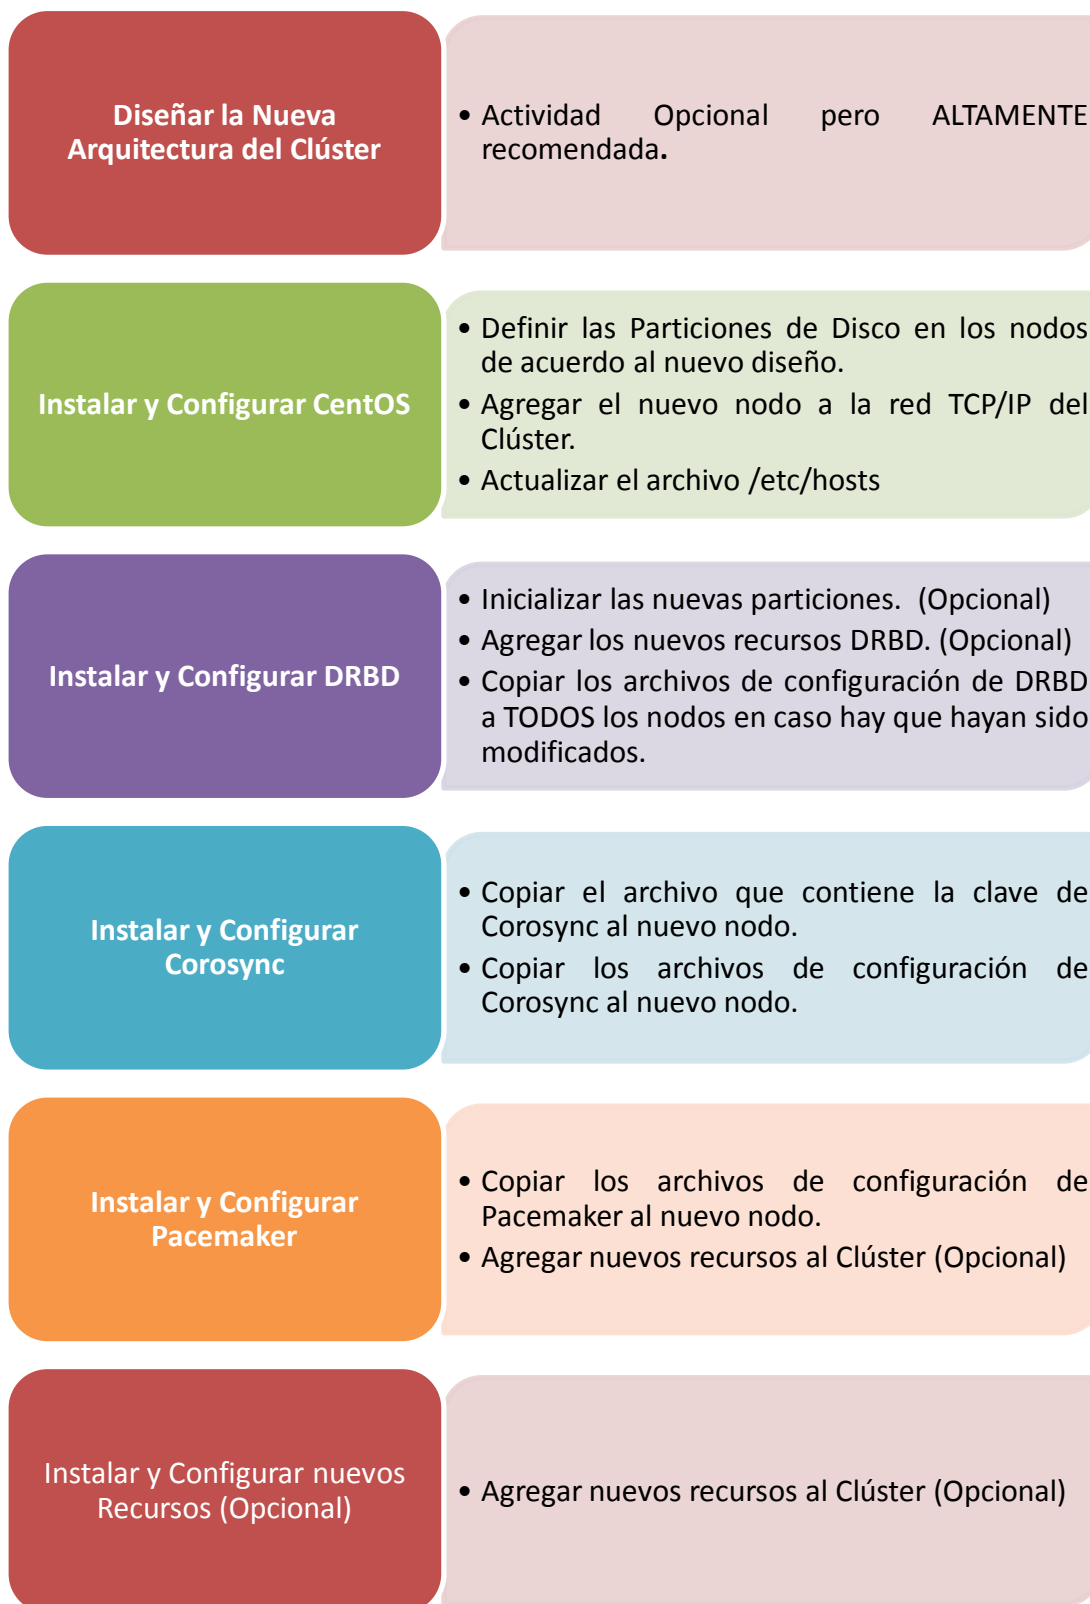 Diseñar la Nueva
Arquitectura del Clúster
• Actividad Opcional pero ALTAMENTE
recomendada.
Instalar y Configurar CentOS
• Definir las Particiones de Disco en los nodos
de acuerdo al nuevo diseño.
• Agregar el nuevo nodo a la red TCP/IP del
Clúster.
• Actualizar el archivo /etc/hosts
Instalar y Configurar DRBD
• Inicializar las nuevas particiones. (Opcional)
• Agregar los nuevos recursos DRBD. (Opcional)
• Copiar los archivos de configuración de DRBD
a TODOS los nodos en caso hay que hayan sido
modificados.
Instalar y Configurar
Corosync
• Copiar el archivo que contiene la clave de
Corosync al nuevo nodo.
• Copiar los archivos de configuración de
Corosync al nuevo nodo.
Instalar y Configurar
Pacemaker
• Copiar los archivos de configuración de
Pacemaker al nuevo nodo.
• Agregar nuevos recursos al Clúster (Opcional)
Instalar y Configurar nuevos
Recursos (Opcional)
• Agregar nuevos recursos al Clúster (Opcional)